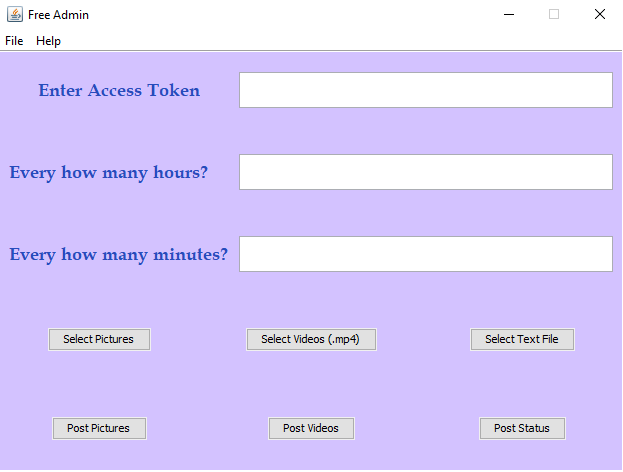 Free Admin
File Help
Enter Access Token
Every how many hours?
Every how many minutes?
Select Pictures Select Videos (.mp4) Select Text File
Post Pictures Post Videos Post Status